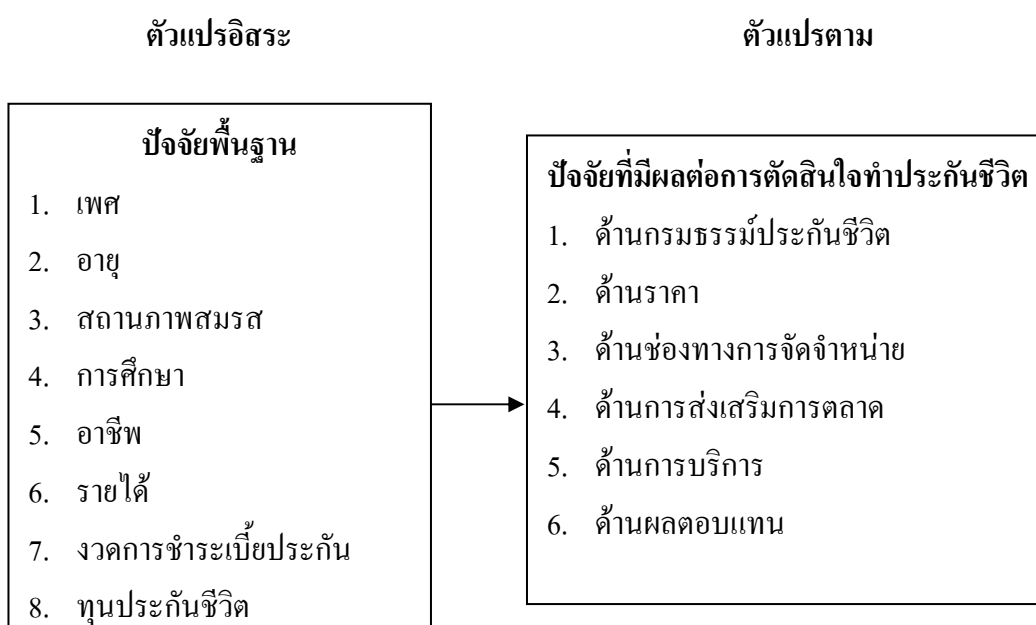 ตัวแปรอิสระ
ตัวแปรตาม
ปัจจัยพื้นฐาน
1. เพศ
2. อายุ
3. สถานภาพสมรส
4. การศึกษา
5. อาชีพ
6. รายได้
7. งวดการชำระเบี้ยประกัน
8. ทุนประกันชีวิต
ปัจจัยที่มีผลต่อการตัดสินใจทำประกันชีวิต
1. ด้านกรมธรรม์ประกันชีวิต
2. ด้านราคา
3. ด้านช่องทางการจัดจำหน่าย
4. ด้านการส่งเสริมการตลาด
5. ด้านการบริการ
6. ด้านผลตอบแทน